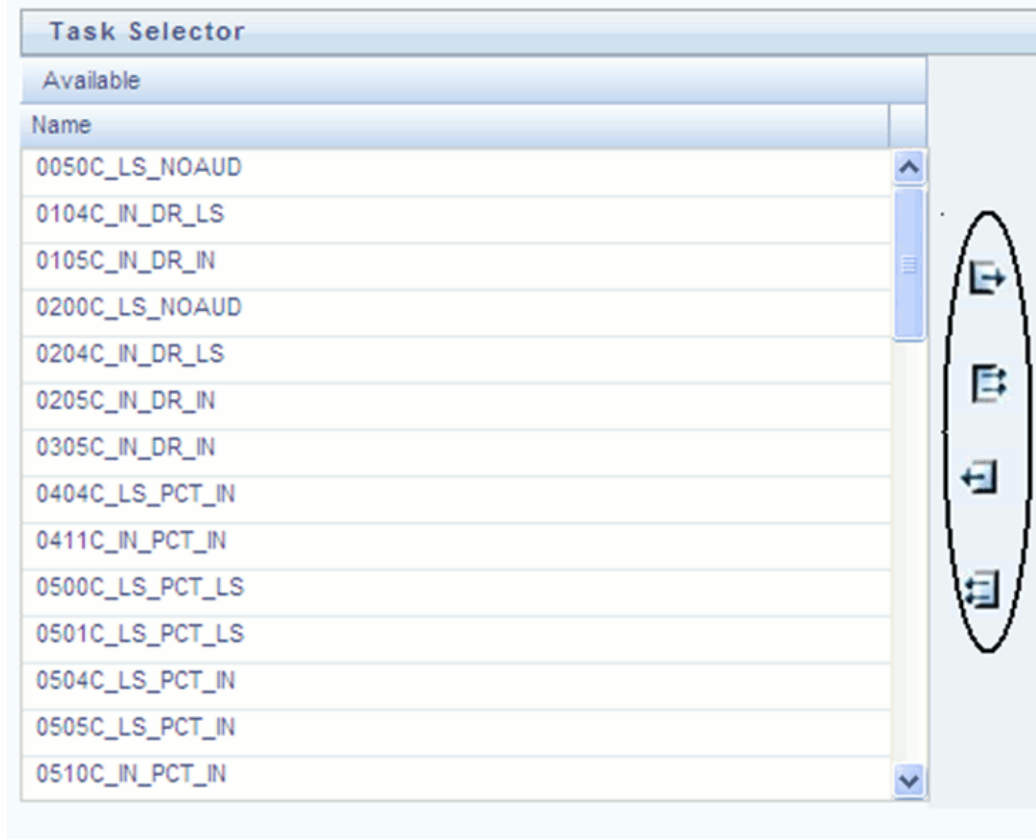 Task Selector
Available
Name
0050C_LS_NOAUD
0104C_IN_DR_LS
0105C_IN_DR_IN
0200C_LS_NOAUD
0204C_IN_DR_LS
0205C_IN_DR_IN
0305C_IN_DR_IN
0404C_LS_PCT_IN
0411C_IN_PCT_IN
0500C_LS_PCT_LS
0501C_LS_PCT_LS
0504C_LS_PCT_IN
0505C_LS_PCT_IN
0510C_IN_PCT_IN